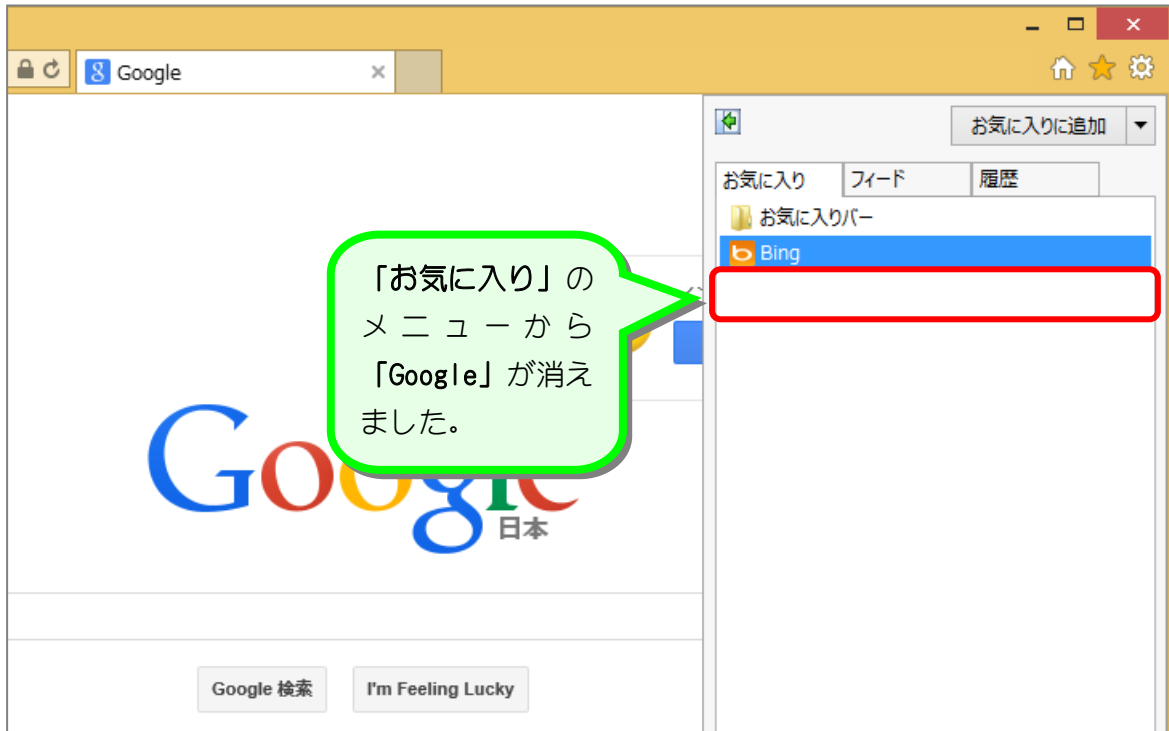 Google
お気に入りに追加
お気に入り フィード 履歴
お気に入りバー
Bing
「お気に入り」の
メニューから
「Google」が消え
ました。
Google
日本
Google 検索 I'm Feeling Lucky